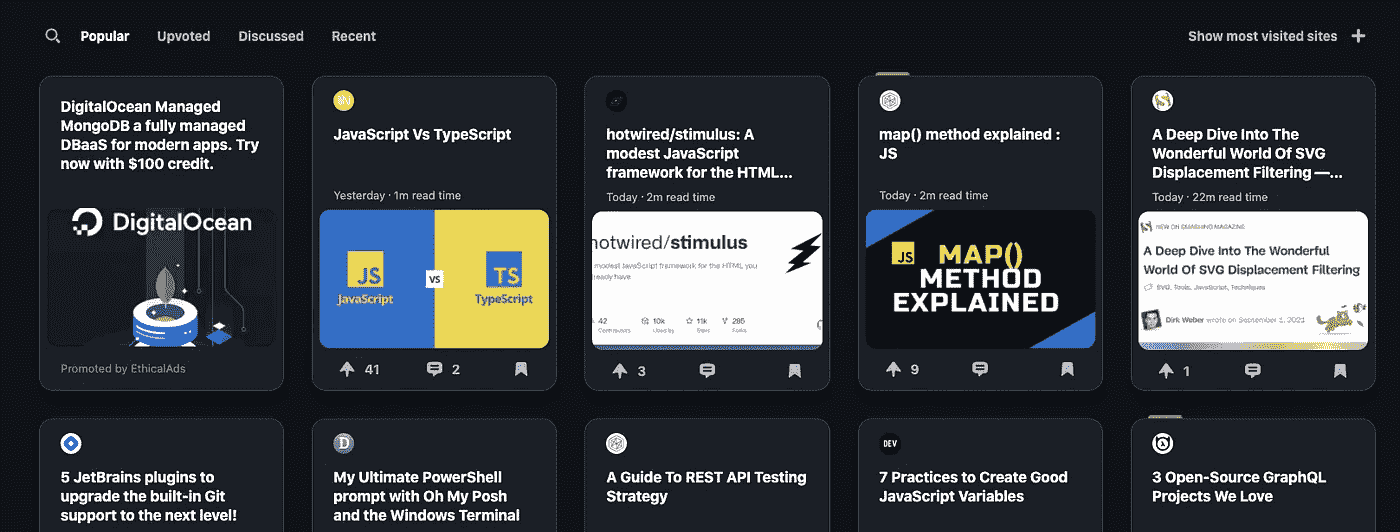 Popular Upvoted Discussed Recent Show most visited sites
DigitalOcean Managed
MongoDB a fully managed
DBaaS for modern apps. Try
now with $100 credit.
DigitalOcean
Promoted by EthicalAds
JavaScript Vs TypeScript
Yesterday · 1m read time
JS
JavaScript
VS
TS
TypeScript
41 2
hotwired/stimulus: A
modest JavaScript
framework for the HTML...
Today · 2m read time
hotwired/stimulus
modest JavaScript framework for the HTML you
already have
42 10k 11k 285
Contributors Used by Stars Forks
3
map() method explained :
JS
Today · 2m read time
JS
MAP()
METHOD
EXPLAINED
9
A Deep Dive Into The
Wonderful World Of SVG
Displacement Filtering —...
Today · 22m read time
NEW ON SMASHING MAGAZINE
A Deep Dive Into The Wonderful
World Of SVG Displacement Filtering
SVG, Tools, JavaScript, Techniques
Dirk Weber wrote on September 1, 2021
1
5 JetBrains plugins to
upgrade the built-in Git
support to the next level!
D
My Ultimate PowerShell
prompt with Oh My Posh
and the Windows Terminal
A Guide To REST API Testing
Strategy
DEV
7 Practices to Create Good
JavaScript Variables
3 Open-Source GraphQL
Projects We Love